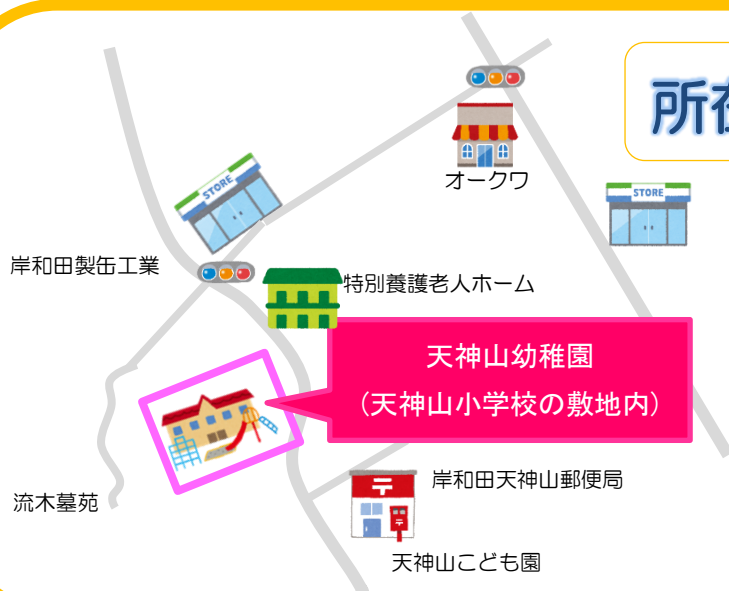 所在
オークワ
STORE
STORE
岸和田製缶工業
特別養護老人ホーム
天神山幼稚園
（天神山小学校の敷地内）
岸和田天神山郵便局
流木墓苑
天神山こども園